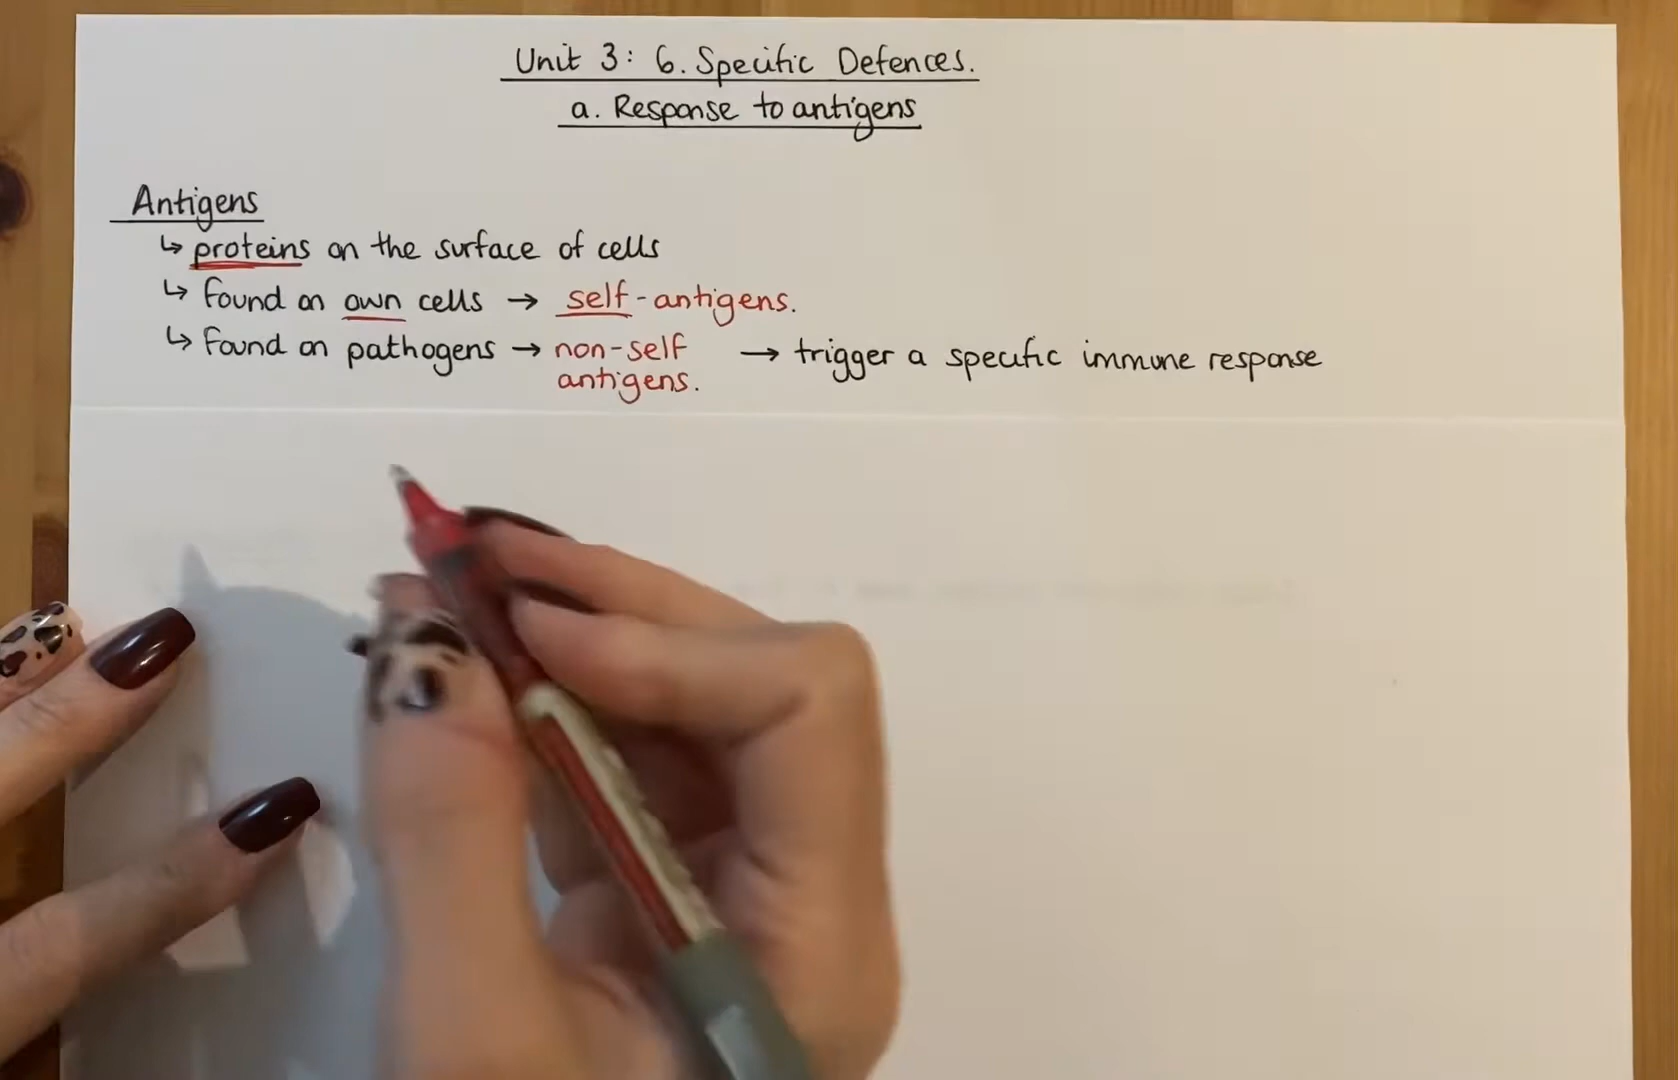 Unit 3: 6. Specific Defences.
a. Response to antigens
Antigens
↳ proteins on the surface of cells
↳ found on own cells → self-antigens.
↳ found on pathogens → non-self antigens. → trigger a specific immune response